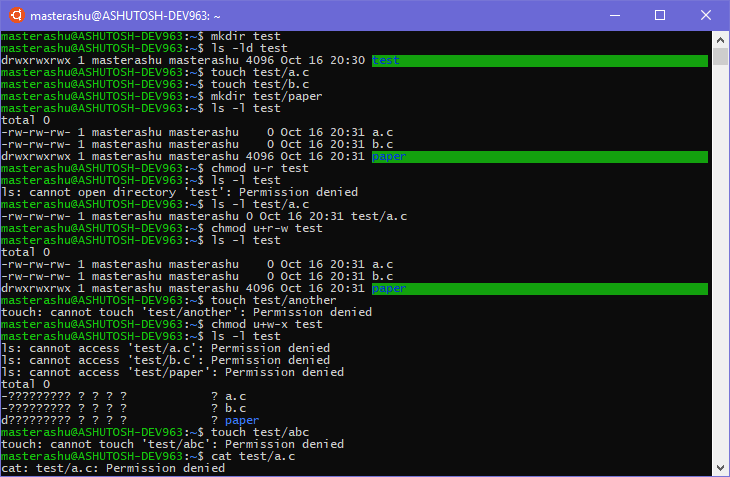 masterashu@ASHUTOSH-DEV963: ~
masterashu@ASHUTOSH-DEV963:~$ mkdir test
masterashu@ASHUTOSH-DEV963:~$ ls -ld test
drwxrwxrwx 1 masterashu masterashu 4096 Oct 16 20:30 test
masterashu@ASHUTOSH-DEV963:~$ touch test/a.c
masterashu@ASHUTOSH-DEV963:~$ touch test/b.c
masterashu@ASHUTOSH-DEV963:~$ mkdir test/paper
masterashu@ASHUTOSH-DEV963:~$ ls -l test
total 0
-rw-rw-rw- 1 masterashu masterashu    0 Oct 16 20:31 a.c
-rw-rw-rw- 1 masterashu masterashu    0 Oct 16 20:31 b.c
drwxrwxrwx 1 masterashu masterashu 4096 Oct 16 20:31 paper
masterashu@ASHUTOSH-DEV963:~$ chmod u-r test
masterashu@ASHUTOSH-DEV963:~$ ls -l test
ls: cannot open directory 'test': Permission denied
masterashu@ASHUTOSH-DEV963:~$ ls -l test/a.c
-rw-rw-rw- 1 masterashu masterashu 0 Oct 16 20:31 test/a.c
masterashu@ASHUTOSH-DEV963:~$ chmod u+r-w test
masterashu@ASHUTOSH-DEV963:~$ ls -l test
total 0
-rw-rw-rw- 1 masterashu masterashu    0 Oct 16 20:31 a.c
-rw-rw-rw- 1 masterashu masterashu    0 Oct 16 20:31 b.c
drwxrwxrwx 1 masterashu masterashu 4096 Oct 16 20:31 paper
masterashu@ASHUTOSH-DEV963:~$ touch test/another
touch: cannot touch 'test/another': Permission denied
masterashu@ASHUTOSH-DEV963:~$ chmod u+w-x test
masterashu@ASHUTOSH-DEV963:~$ ls -l test
ls: cannot access 'test/a.c': Permission denied
ls: cannot access 'test/b.c': Permission denied
ls: cannot access 'test/paper': Permission denied
total 0
-????????? ? ? ? ?            ? a.c
-????????? ? ? ? ?            ? b.c
d????????? ? ? ? ?            ? paper
masterashu@ASHUTOSH-DEV963:~$ touch test/abc
touch: cannot touch 'test/abc': Permission denied
masterashu@ASHUTOSH-DEV963:~$ cat test/a.c
cat: test/a.c: Permission denied